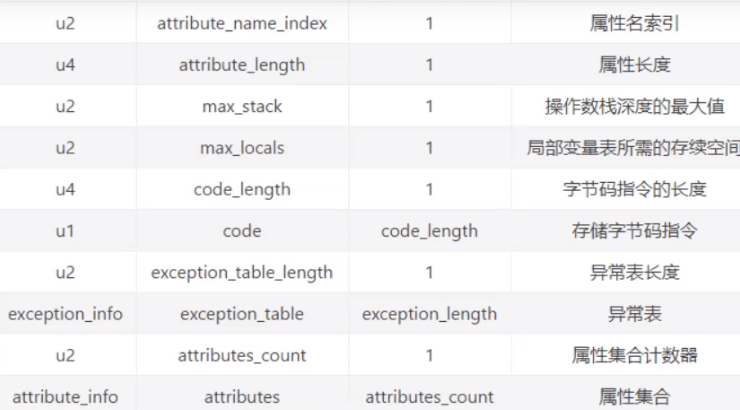 u2 attribute_name_index 1 属性名索引
u4 attribute_length 1 属性长度
u2 max_stack 1 操作数栈深度的最大值
u2 max_locals 1 局部变量表所需的存续空间
u4 code_length 1 字节码指令的长度
u1 code code_length 存储字节码指令
u2 exception_table_length 1 异常表长度
exception_info exception_table exception_length 异常表
u2 attributes_count 1 属性集合计数器
attribute_info attributes attributes_count 属性集合